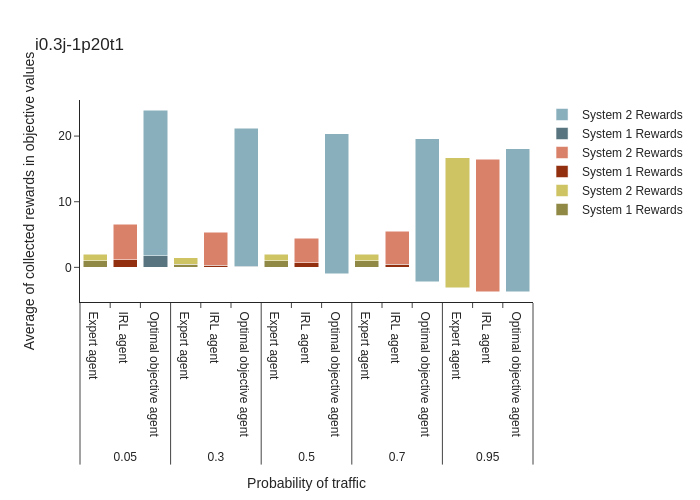 i0.3j-1p20t1
Average of collected rewards in objective values
20
10
0
System 2 Rewards
System 1 Rewards
System 2 Rewards
System 1 Rewards
System 2 Rewards
System 1 Rewards
Expert agent
IRL agent
Optimal objective agent
Expert agent
IRL agent
Optimal objective agent
Expert agent
IRL agent
Optimal objective agent
Expert agent
IRL agent
Optimal objective agent
Expert agent
IRL agent
Optimal objective agent
0.05
0.3
0.5
0.7
0.95
Probability of traffic